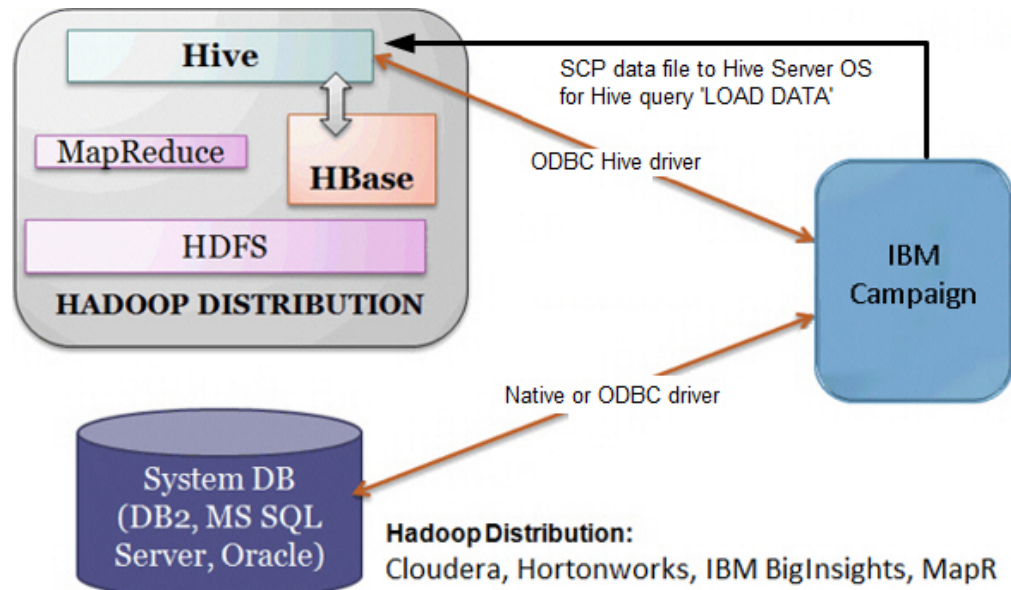 Hive
SCP data file to Hive Server OS
for Hive query 'LOAD DATA'
MapReduce
ODBC Hive driver
HBase
HDFS
IBM
Campaign
HADOOP DISTRIBUTION
Native or ODBC driver
System DB
(DB2, MS SQL
Server, Oracle)
Hadoop Distribution:
Cloudera, Hortonworks, IBM BigInsights, MapR